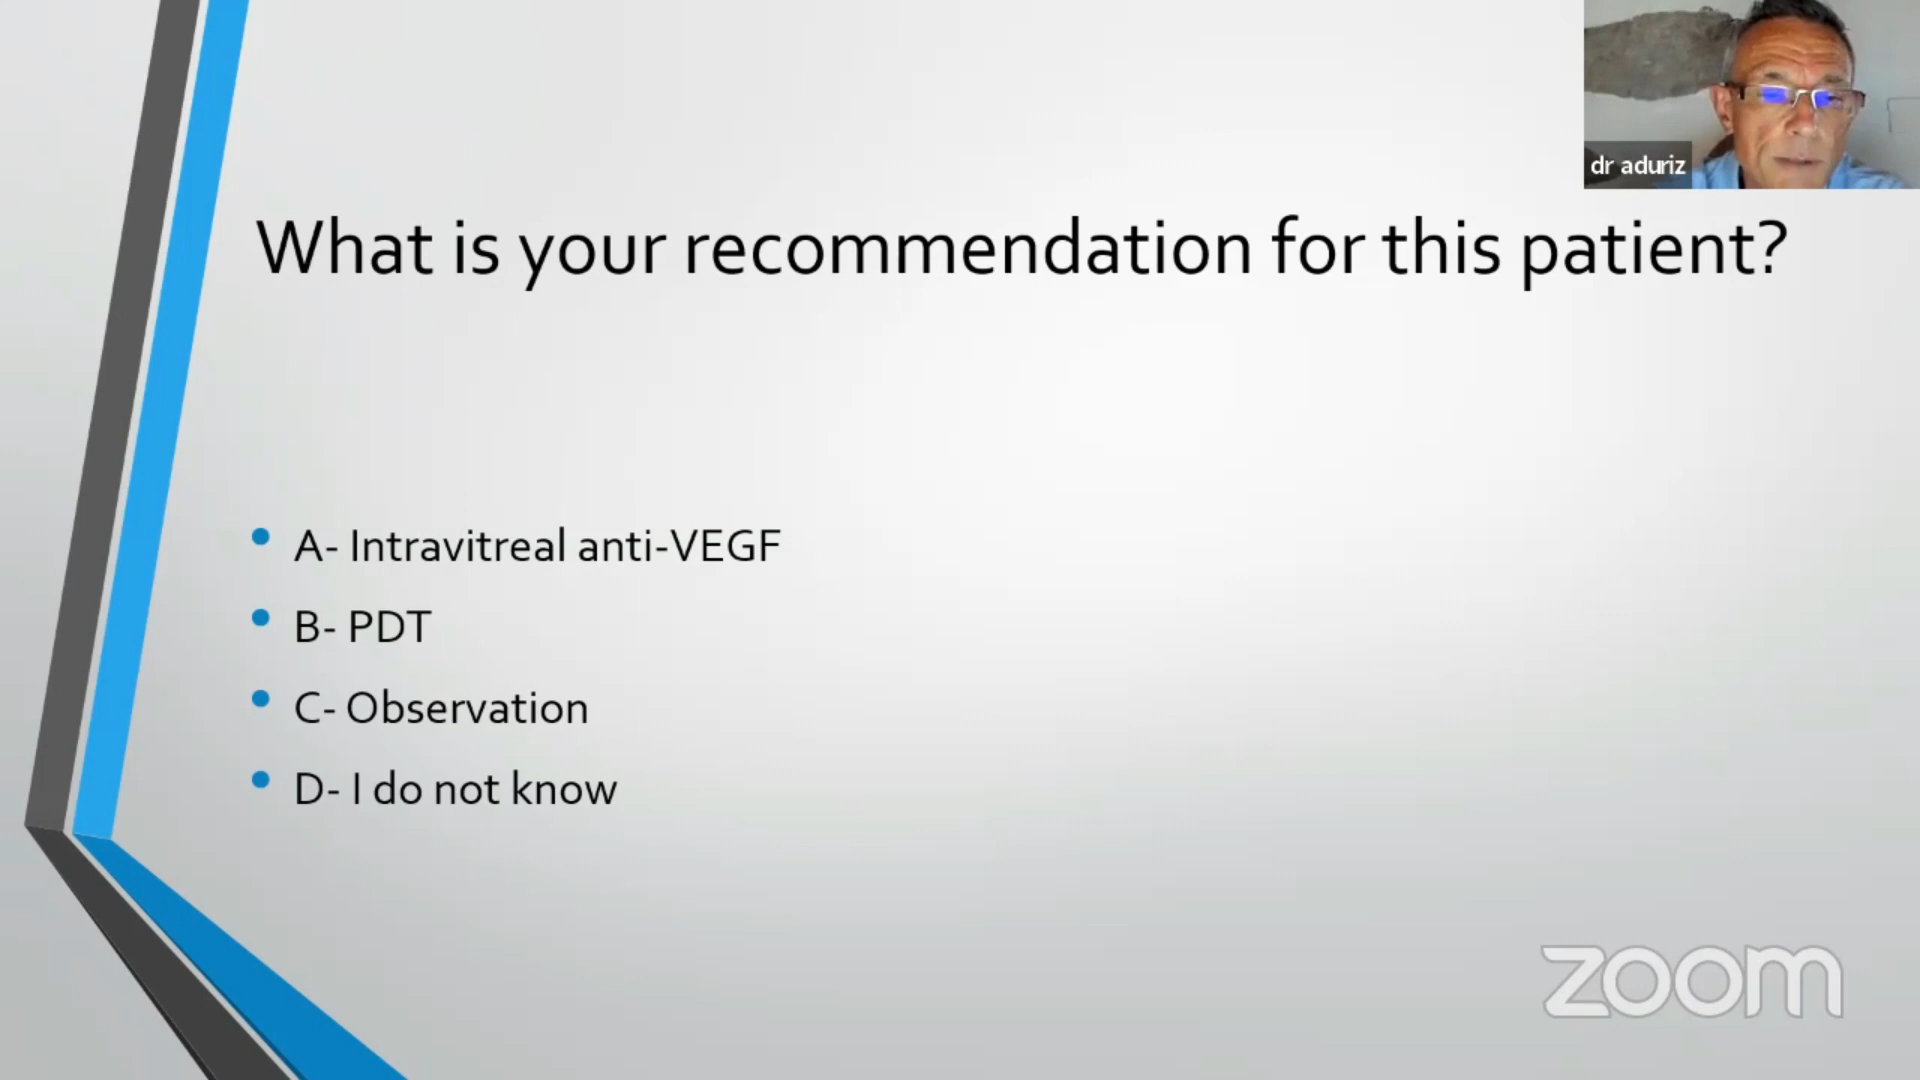 dr aduriz
What is your recommendation for this patient?
A- Intravitreal anti-VEGF
B- PDT
C- Observation
D- I do not know
zoom